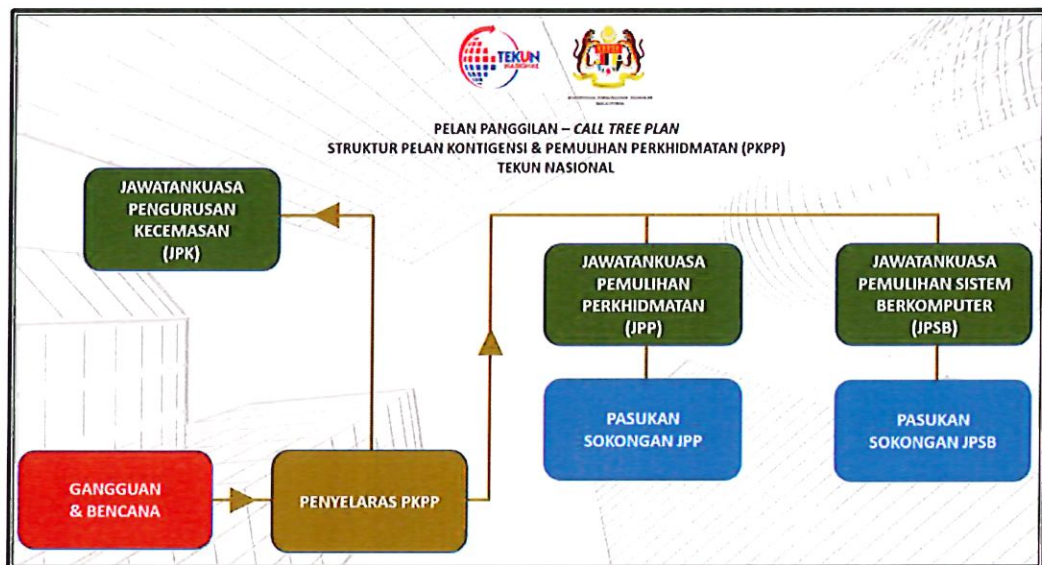 TEKUN
NASIONAL
PELAN PANGGILAN – CALL TREE PLAN
STRUKTUR PELAN KONTIGENSI & PEMULIHAN PERKHIDMATAN (PKPP)
TEKUN NASIONAL
JAWATANKUASA
PENGURUSAN
KECEMASAN
(JPK)
JAWATANKUASA
PEMULIHAN
PERKHIDMATAN
(JPP)
JAWATANKUASA
PEMULIHAN SISTEM
BERKOMPUTER
(JPSB)
PASUKAN
SOKONGAN JPP
PASUKAN
SOKONGAN JPSB
GANGGUAN
& BENCANA
PENYELARAS PKPP